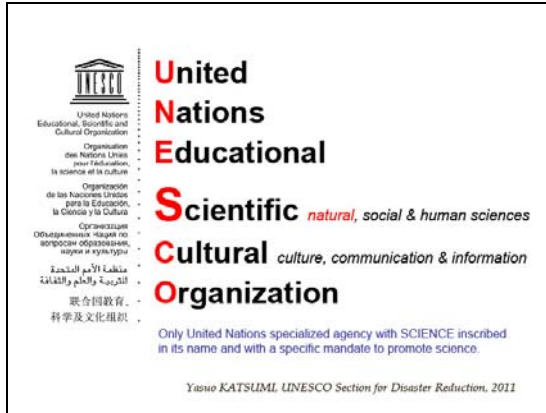 UNESCO
United Nations
Educational, Scientific and
Cultural Organization
Organisation
des Nations Unies
pour l'éducation,
la science et la culture
Organización
de las Naciones Unidas
para la Educación,
la Ciencia y la Cultura
Организация
Объединенных Наций по
вопросам образования,
науки и культуры
منظمة الأمم المتحدة
للتربية والعلم والثقافة
联合国教育、
科学及文化组织
United
Nations
Educational
Scientific natural, social & human sciences
Cultural culture, communication & information
Organization
Only United Nations specialized agency with SCIENCE inscribed
in its name and with a specific mandate to promote science.
Yasuo KATSUMI, UNESCO Section for Disaster Reduction, 2011